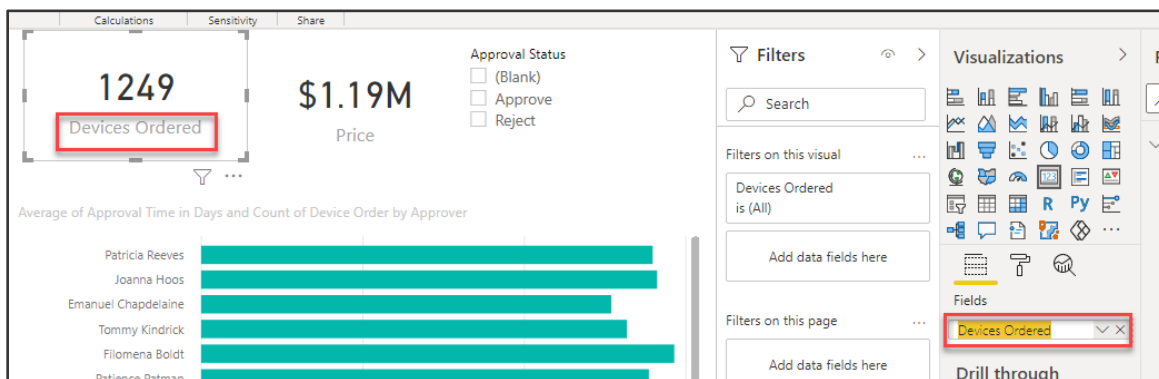 Calculations Sensitivity Share
1249
Devices Ordered
$1.19M
Price
Approval Status
(Blank)
Approve
Reject
Average of Approval Time in Days and Count of Device Order by Approver
Patricia Reeves
Joanna Hoos
Emanuel Chapdelaine
Tommy Kindrick
Filomena Boldt
Patience Patman
Filters
Search
Filters on this visual
...
Devices Ordered
is (All)
Add data fields here
Filters on this page
...
Add data fields here
Visualizations
123
R Py
...
Fields
Devices Ordered
Drill through